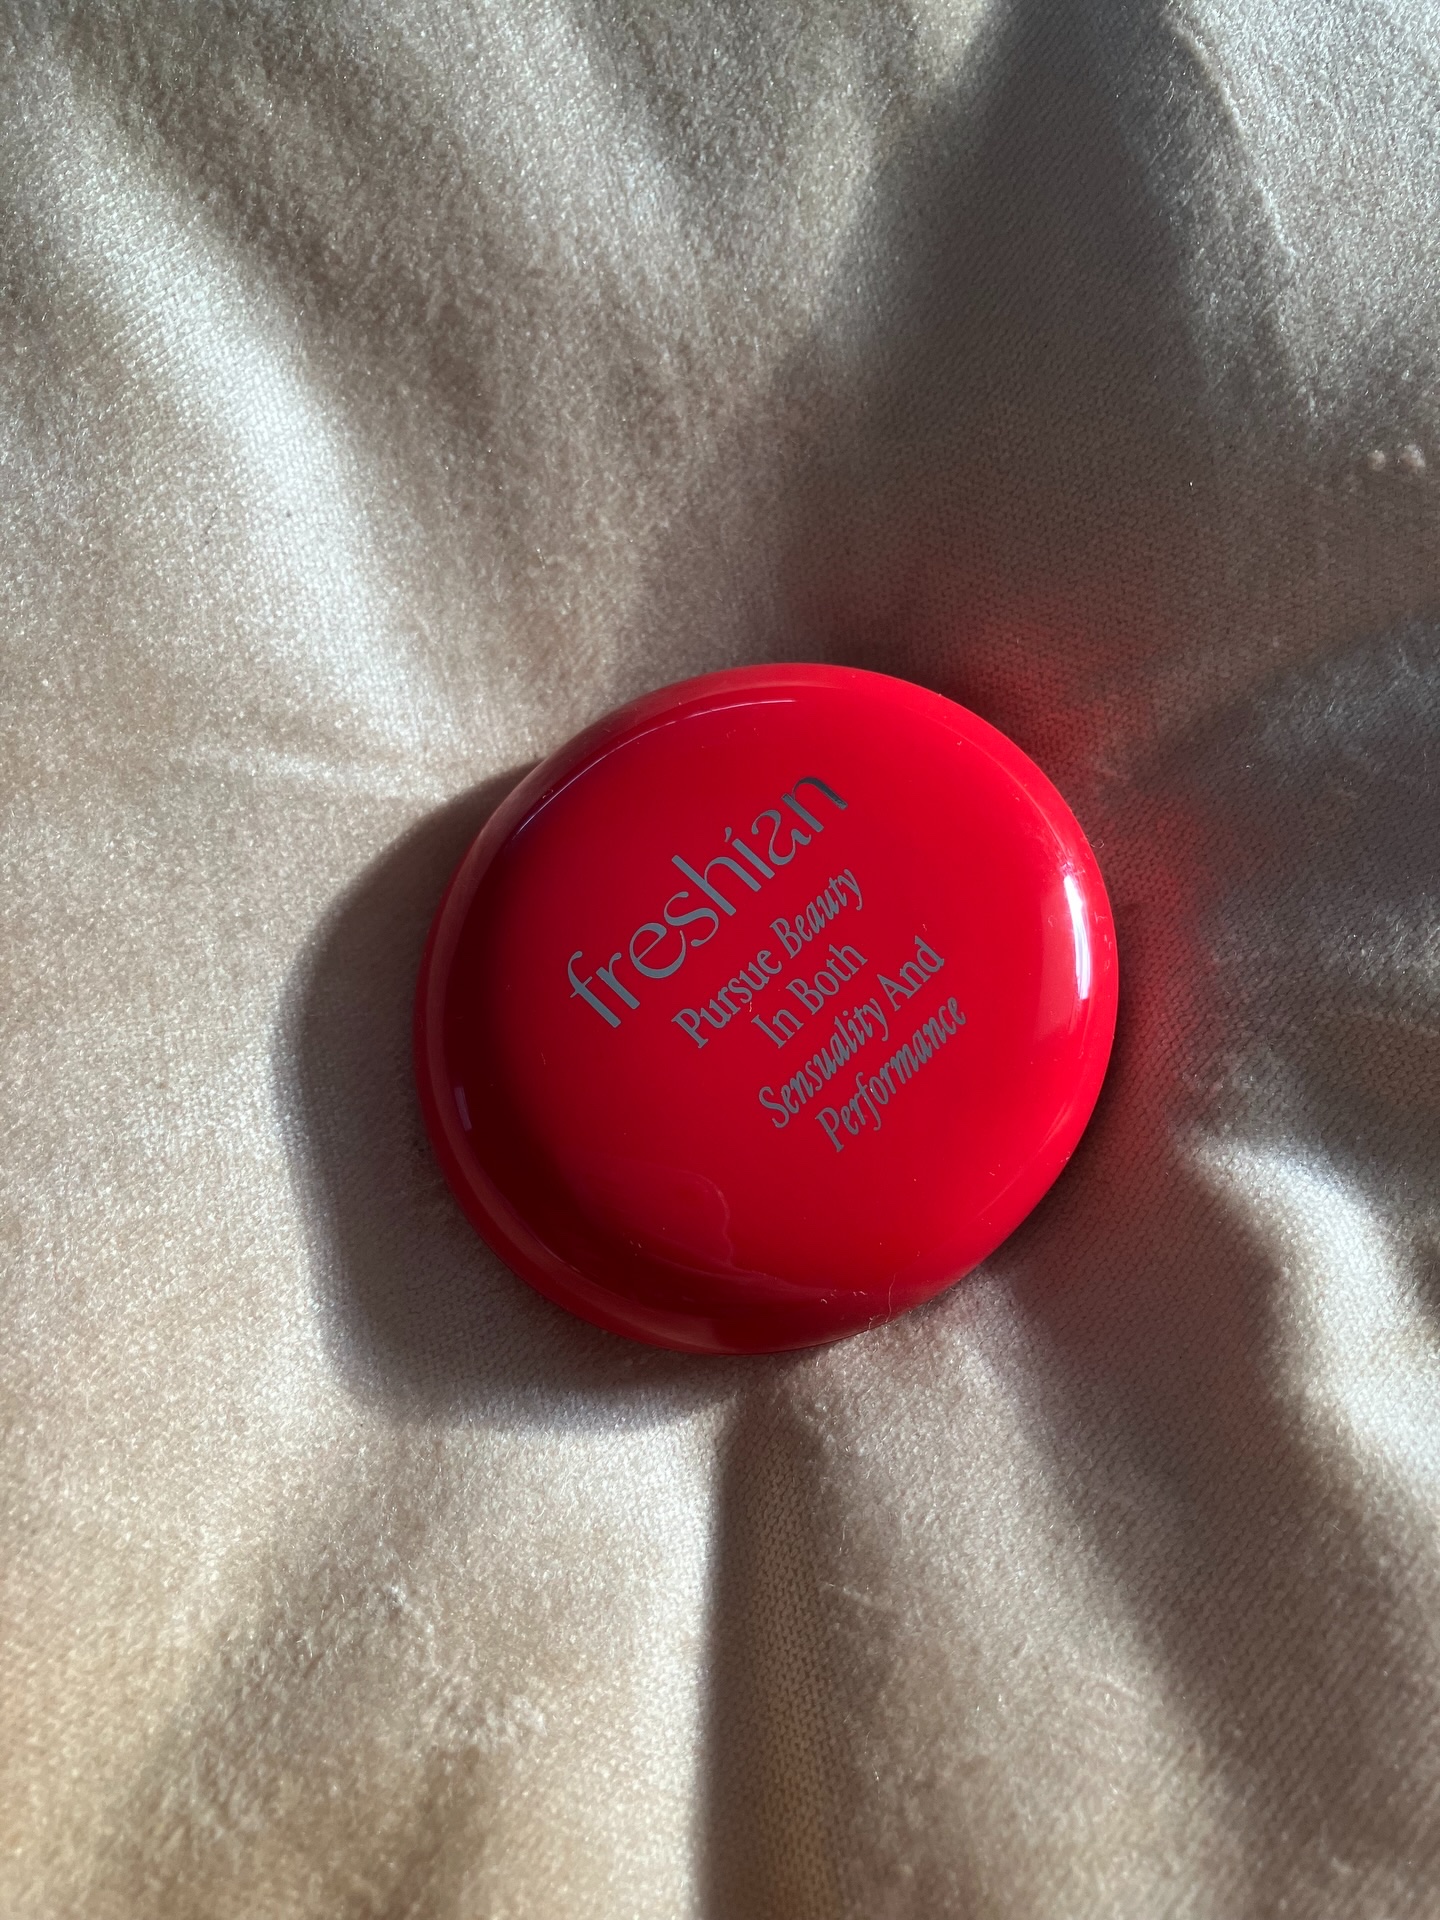 freshian
Pursue Beauty
In Both
Sensuality And
Performance